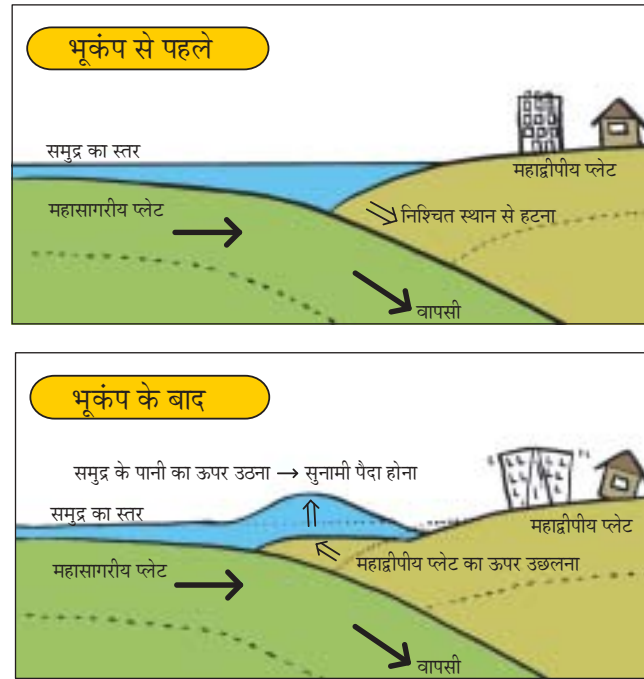 भूकंप से पहले
समुद्र का स्तर
महाद्वीपीय प्लेट
महासागरीय प्लेट
निश्चित स्थान से हटना
वापसी
भूकंप के बाद
समुद्र के पानी का ऊपर उठना → सुनामी पैदा होना
समुद्र का स्तर
महाद्वीपीय प्लेट
महासागरीय प्लेट
महाद्वीपीय प्लेट का ऊपर उछलना
वापसी